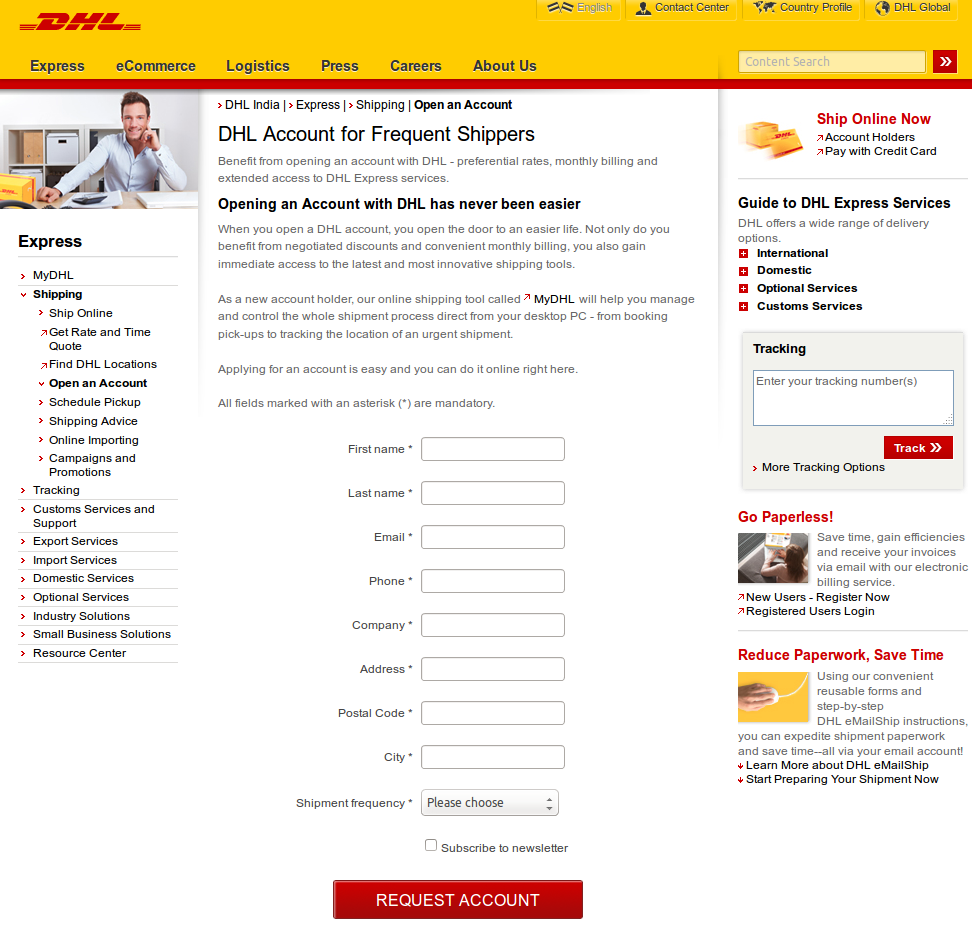 DHL
English
Contact Center
Country Profile
DHL Global
Express
eCommerce
Logistics
Press
Careers
About Us
Content Search
DHL India | Express | Shipping | Open an Account
DHL Account for Frequent Shippers
Benefit from opening an account with DHL - preferential rates, monthly billing and
extended access to DHL Express services.
Opening an Account with DHL has never been easier
When you open a DHL account, you open the door to an easier life. Not only do you
benefit from negotiated discounts and convenient monthly billing, you also gain
immediate access to the latest and most innovative shipping tools.
As a new account holder, our online shipping tool called MyDHL will help you manage
and control the whole shipment process direct from your desktop PC - from booking
pick-ups to tracking the location of an urgent shipment.
Applying for an account is easy and you can do it online right here.
All fields marked with an asterisk (*) are mandatory.
First name *
Last name *
Email *
Phone *
Company *
Address *
Postal Code *
City *
Shipment frequency *
Please choose
Subscribe to newsletter
REQUEST ACCOUNT
Express
MyDHL
Shipping
Ship Online
Get Rate and Time
Quote
Find DHL Locations
Open an Account
Schedule Pickup
Shipping Advice
Online Importing
Campaigns and
Promotions
Tracking
Customs Services and
Support
Export Services
Import Services
Domestic Services
Optional Services
Industry Solutions
Small Business Solutions
Resource Center
Ship Online Now
Account Holders
Pay with Credit Card
Guide to DHL Express Services
DHL offers a wide range of delivery
options.
International
Domestic
Optional Services
Customs Services
Tracking
Enter your tracking number(s)
Track
More Tracking Options
Go Paperless!
Save time, gain efficiencies
and receive your invoices
via email with our electronic
billing service.
New Users - Register Now
Registered Users Login
Reduce Paperwork, Save Time
Using our convenient
reusable forms and
step-by-step
DHL eMailShip instructions,
you can expedite shipment paperwork
and save time--all via your email account!
Learn More about DHL eMailShip
Start Preparing Your Shipment Now